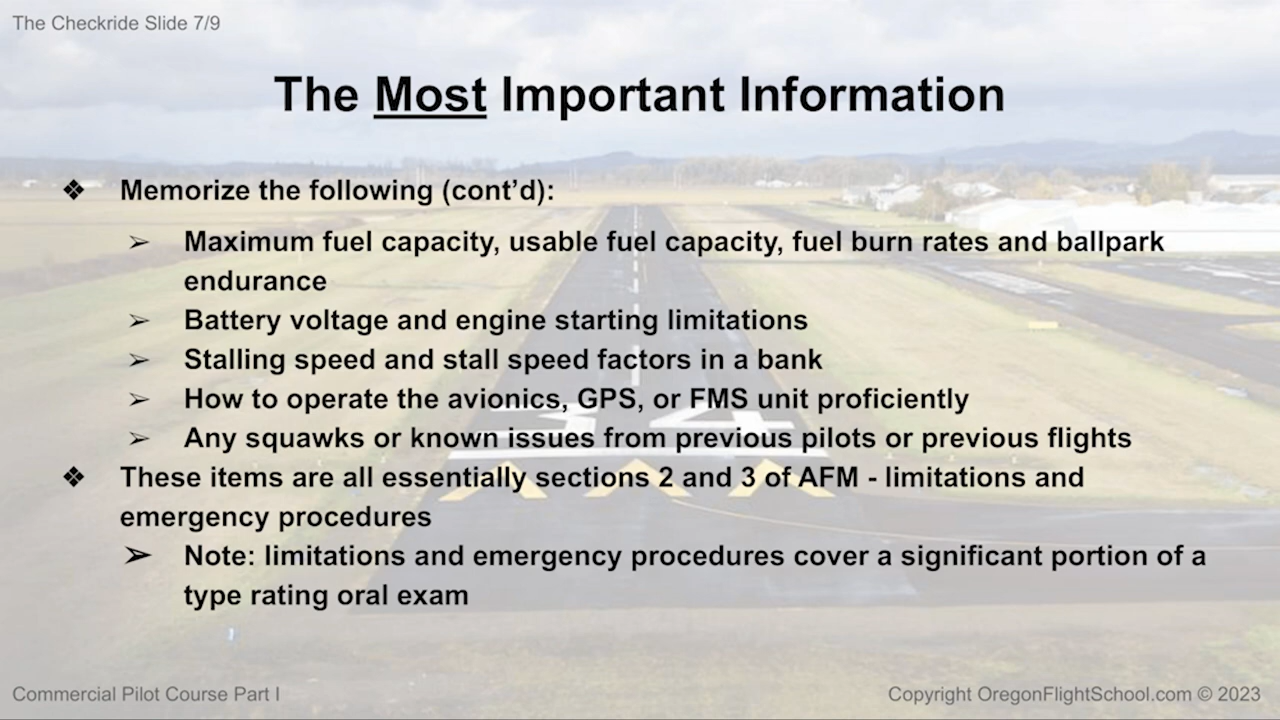 The Checkride Slide 7/9
The Most Important Information
❖ Memorize the following (cont’d):
➢ Maximum fuel capacity, usable fuel capacity, fuel burn rates and ballpark
endurance
➢ Battery voltage and engine starting limitations
➢ Stalling speed and stall speed factors in a bank
➢ How to operate the avionics, GPS, or FMS unit proficiently
➢ Any squawks or known issues from previous pilots or previous flights
❖ These items are all essentially sections 2 and 3 of AFM - limitations and
emergency procedures
➢ Note: limitations and emergency procedures cover a significant portion of a
type rating oral exam
34
Commercial Pilot Course Part I
Copyright OregonFlightSchool.com © 2023